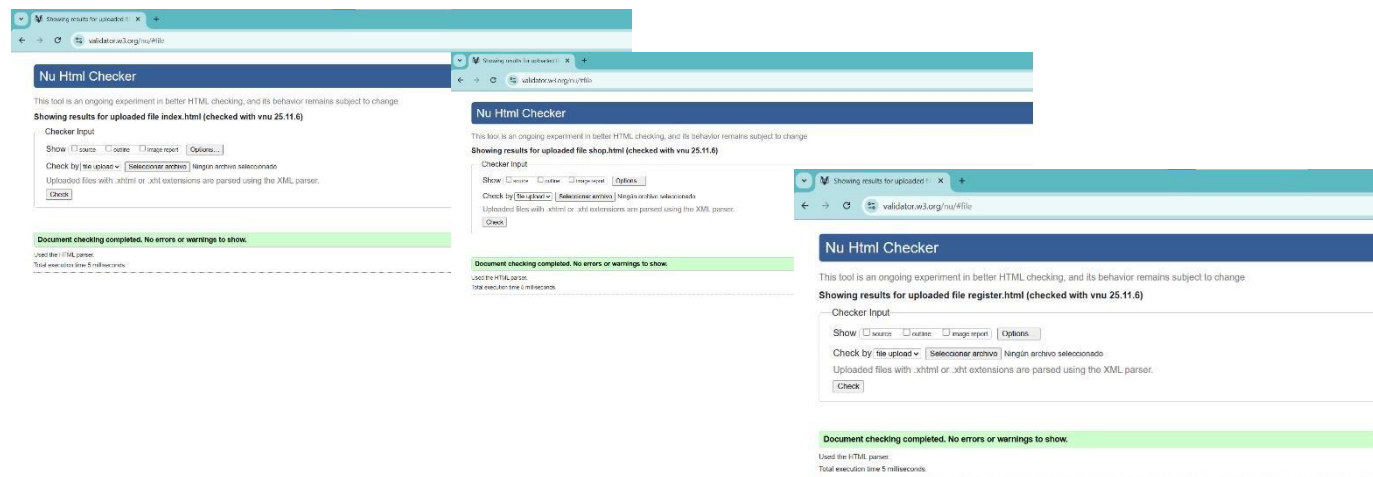 Showing results for uploaded f
validator.w3.org/nu/#file
Nu Html Checker
This tool is an ongoing experiment in better HTML checking, and its behavior remains subject to change
Showing results for uploaded file index.html (checked with vnu 25.11.6)
Checker Input
Show source outline image report Options...
Check by file upload Seleccionar archivo Ningún archivo seleccionado
Uploaded files with .xhtml or .xht extensions are parsed using the XML parser.
Check
Document checking completed. No errors or warnings to show.
Used the HTML parser.
Total execution time 5 milliseconds.
Showing results for uploaded f
validator.w3.org/nu/#file
Nu Html Checker
This tool is an ongoing experiment in better HTML checking, and its behavior remains subject to change
Showing results for uploaded file shop.html (checked with vnu 25.11.6)
Checker Input
Show source outline image report Options...
Check by file upload Seleccionar archivo Ningún archivo seleccionado
Uploaded files with .xhtml or .xht extensions are parsed using the XML parser.
Check
Document checking completed. No errors or warnings to show.
Used the HTML parser.
Total execution time milliseconds.
Showing results for uploaded f
validator.w3.org/nu/#file
Nu Html Checker
This tool is an ongoing experiment in better HTML checking, and its behavior remains subject to change
Showing results for uploaded file register.html (checked with vnu 25.11.6)
Checker Input
Show source outline image report Options...
Check by file upload Seleccionar archivo Ningún archivo seleccionado
Uploaded files with .xhtml or .xht extensions are parsed using the XML parser.
Check
Document checking completed. No errors or warnings to show.
Used the HTML parser.
Total execution time 5 milliseconds.